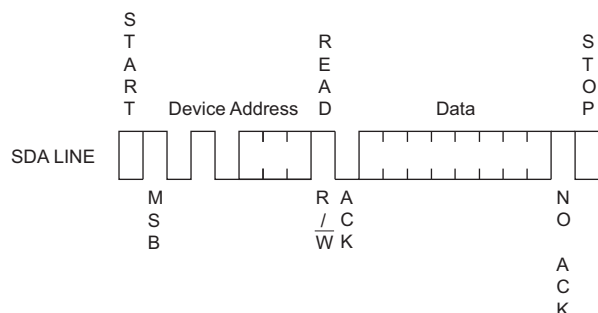 START
READ
STOP
Device Address
Data
SDA LINE
MSB
R/W
ACK
NO ACK